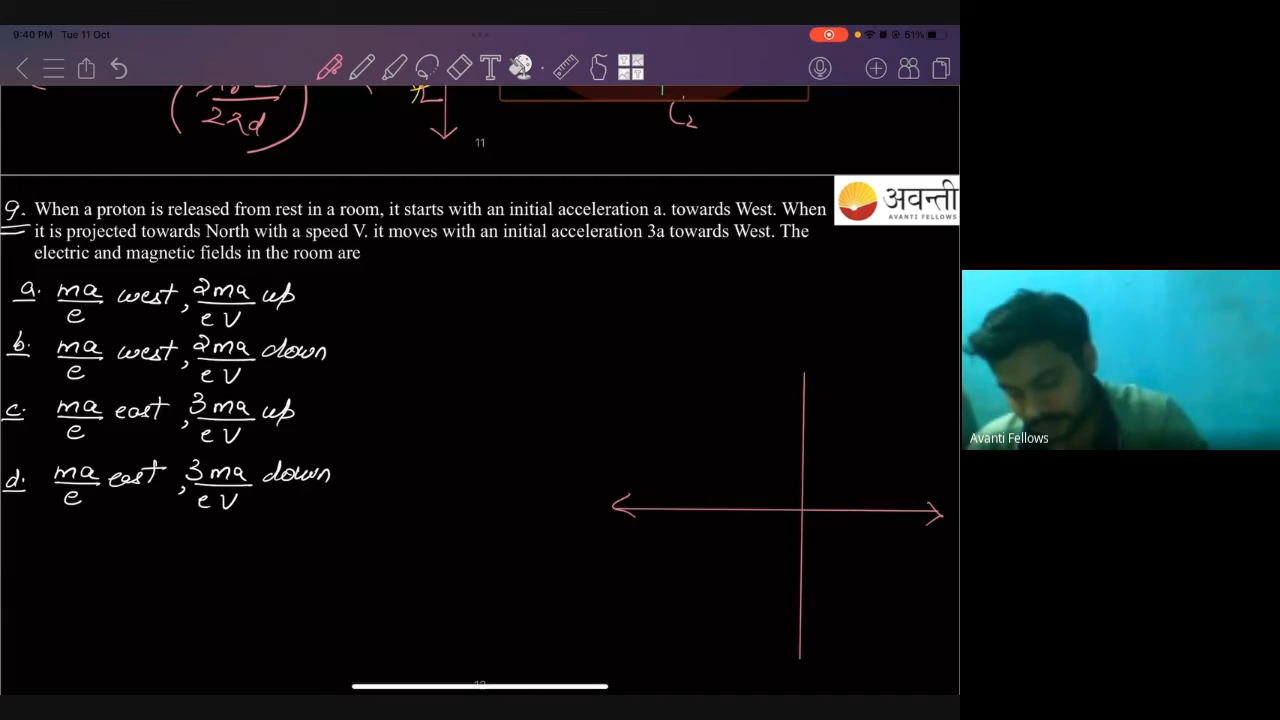 9:40 PM Tue 11 Oct
51%
22d
C2
11
9. When a proton is released from rest in a room, it starts with an initial acceleration a. towards West. When
it is projected towards North with a speed V. it moves with an initial acceleration 3a towards West. The
electric and magnetic fields in the room are
अवन्ती
AVANTI FELLOWS
a. ma/e west, 2ma/eV up
b. ma/e west, 2ma/eV down
c. ma/e east, 3ma/eV up
d. ma/e east, 3ma/eV down
Avanti Fellows
12